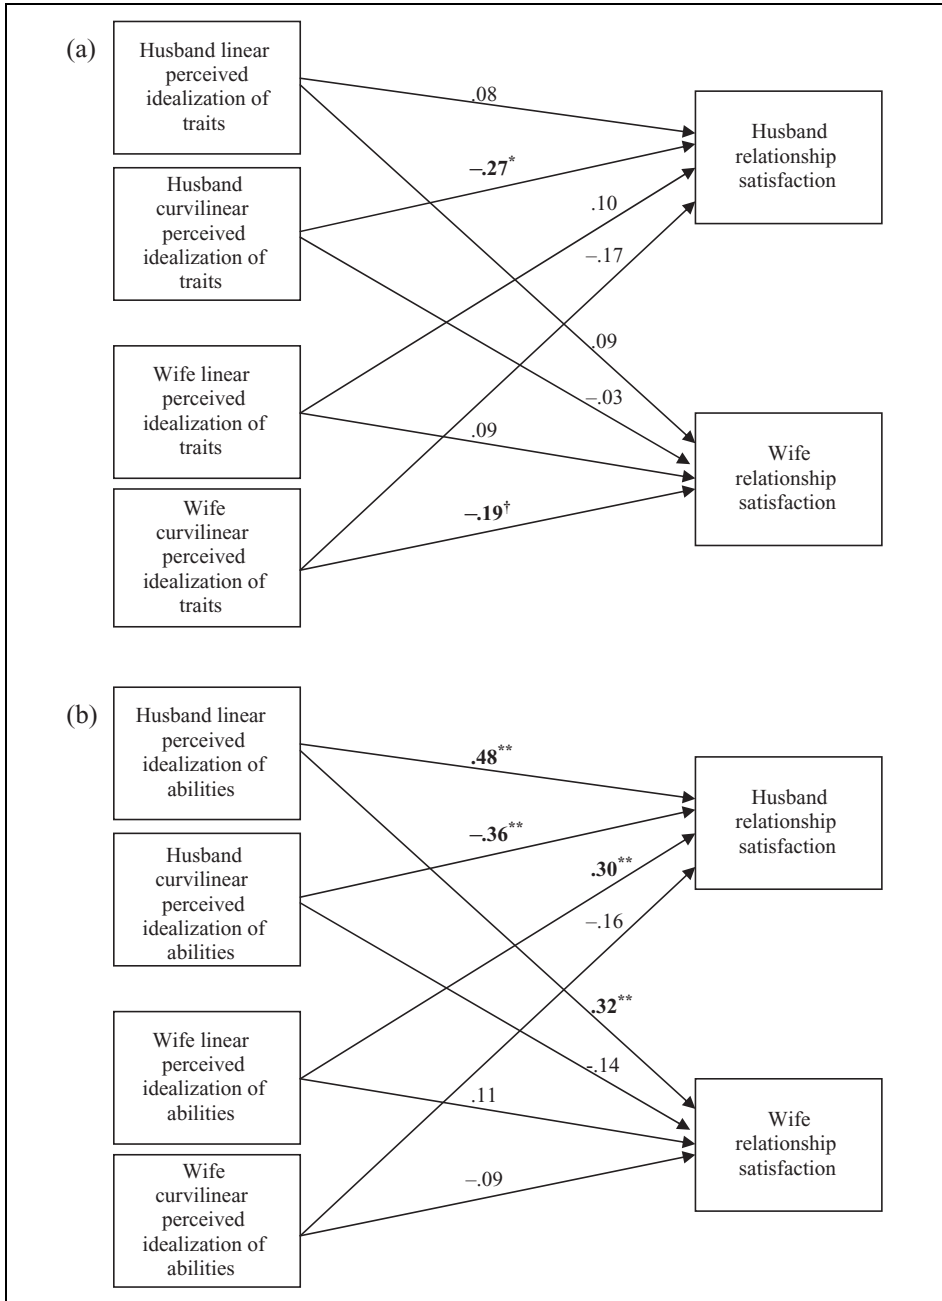 (a)
Husband linear
perceived
idealization of
traits
Husband
curvilinear
perceived
idealization of
traits
Wife linear
perceived
idealization of
traits
Wife
curvilinear
perceived
idealization of
traits
.08
–.27*
.10
–.17
.09
–.03
.09
–.19†
Husband
relationship
satisfaction
Wife
relationship
satisfaction
(b)
Husband linear
perceived
idealization of
abilities
Husband
curvilinear
perceived
idealization of
abilities
Wife linear
perceived
idealization of
abilities
Wife
curvilinear
perceived
idealization of
abilities
.48**
–.36**
.30**
–.16
.32**
-.14
.11
–.09
Husband
relationship
satisfaction
Wife
relationship
satisfaction